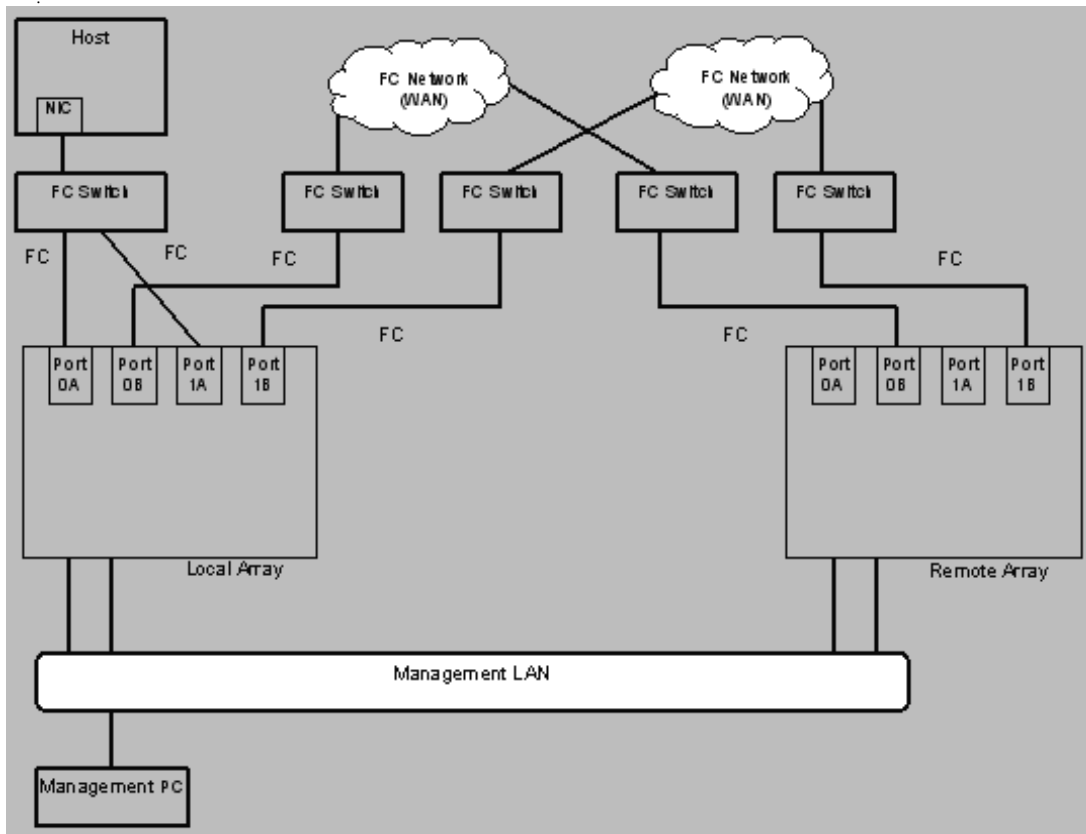 Host
NIC
FC Network
(WAN)
FC Network
(WAN)
FC Switch
FC Switch
FC Switch
FC Switch
FC Switch
FC
FC
FC
FC
FC
FC
Port
0A
Port
0B
Port
1A
Port
1B
Port
0A
Port
0B
Port
1A
Port
1B
Local Array
Remote Array
Management LAN
Management PC